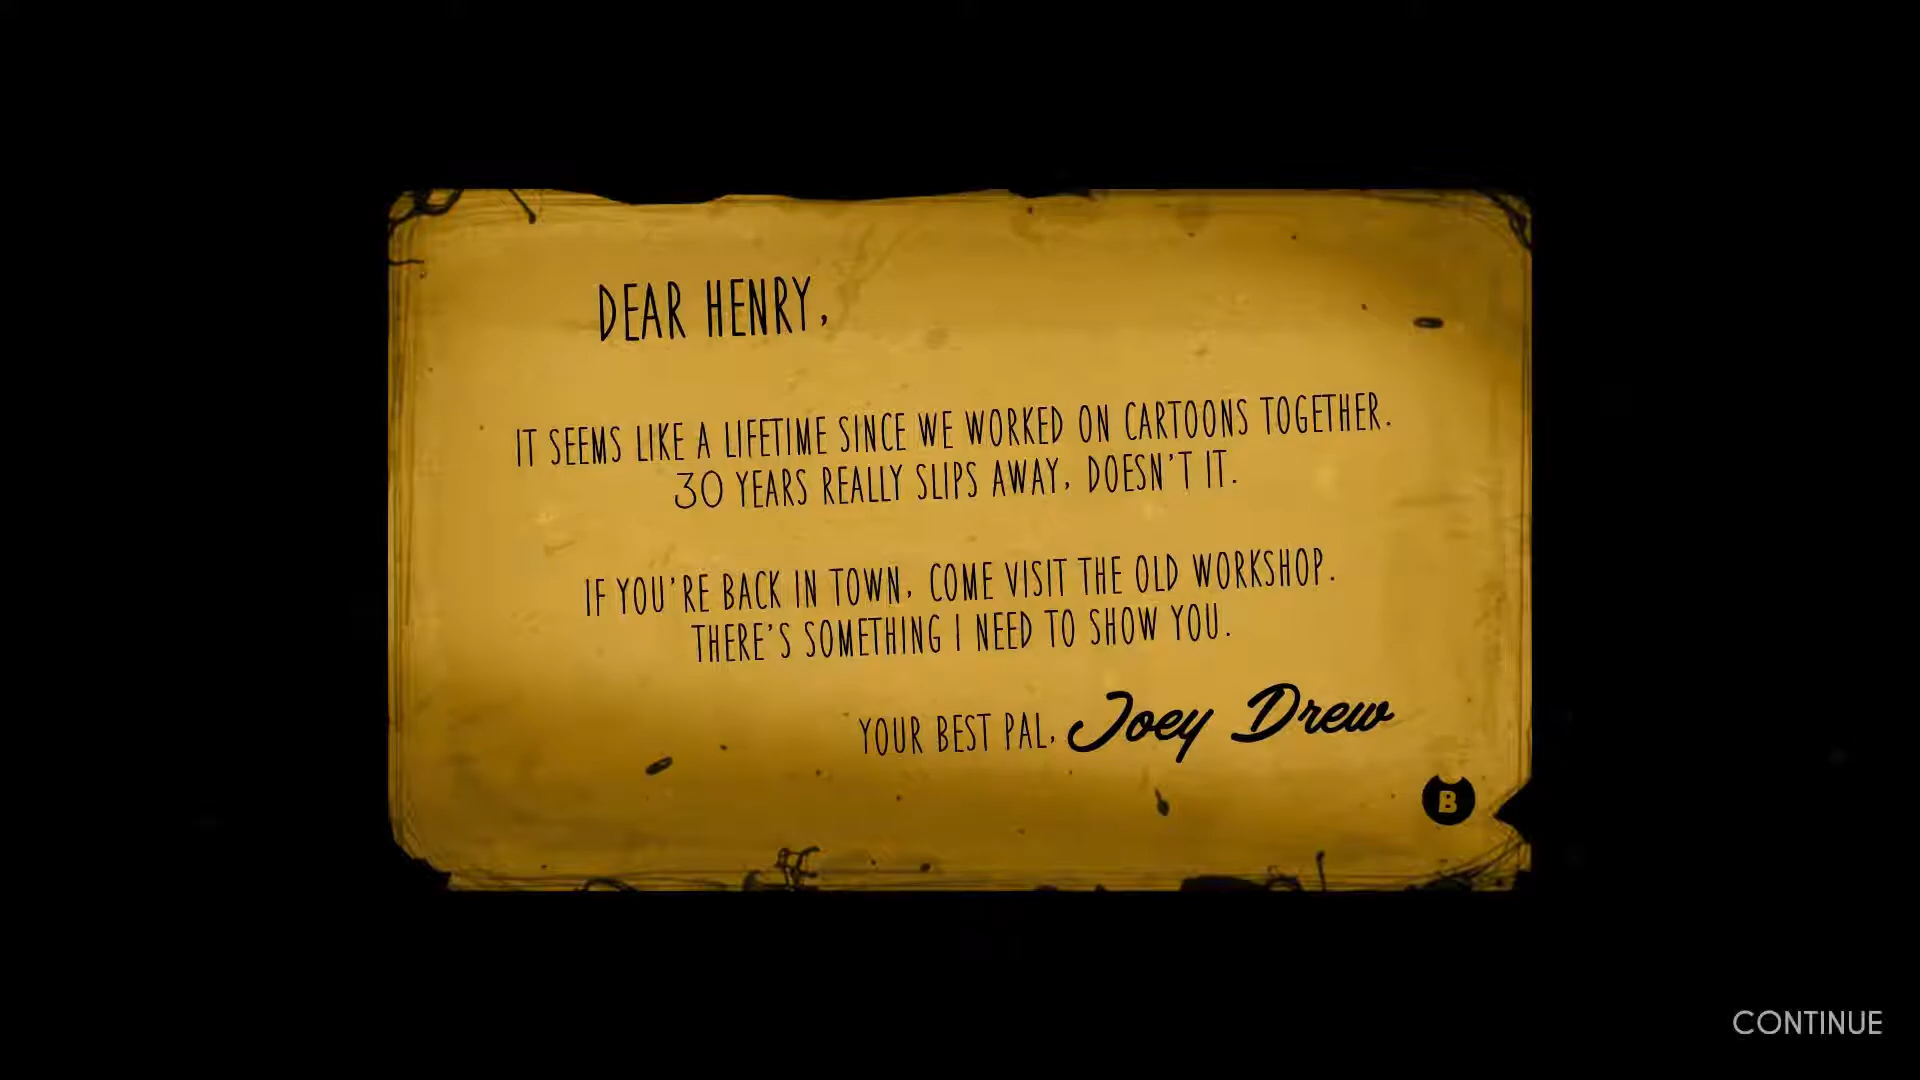 DEAR HENRY,
IT SEEMS LIKE A LIFETIME SINCE WE WORKED ON CARTOONS TOGETHER.
30 YEARS REALLY SLIPS AWAY, DOESN'T IT.
IF YOU'RE BACK IN TOWN, COME VISIT THE OLD WORKSHOP.
THERE'S SOMETHING I NEED TO SHOW YOU.
YOUR BEST PAL, Joey Drew
B
CONTINUE